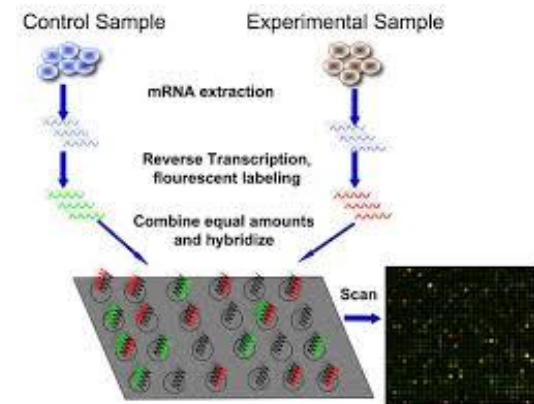 Control Sample
Experimental Sample
mRNA extraction
Reverse Transcription,
flourescent labeling
Combine equal amounts
and hybridize
Scan